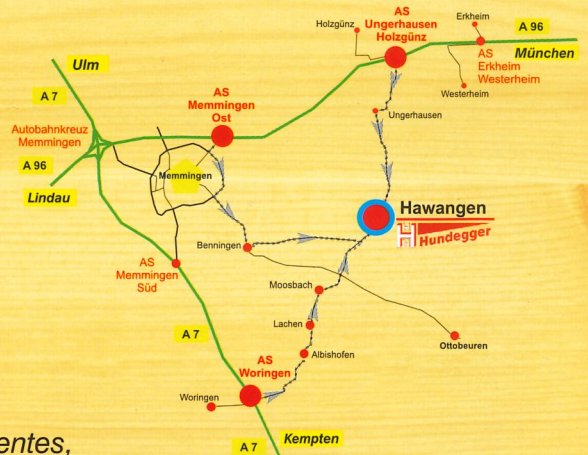 AS
Ungerhausen
Holzgünz
Holzgünz
Erkheim
A 96
München
AS
Erkheim
Westerheim
Westerheim
Ulm
A 7
AS
Memmingen
Ost
Ungerhausen
Autobahnkreuz
Memmingen
A 96
Lindau
Memmingen
Hawangen
H Hundegger
Benningen
AS
Memmingen
Süd
Moosbach
A 7
Lachen
Albishofen
Ottobeuren
AS
Woringen
Woringen
A 7
Kempten
entes,